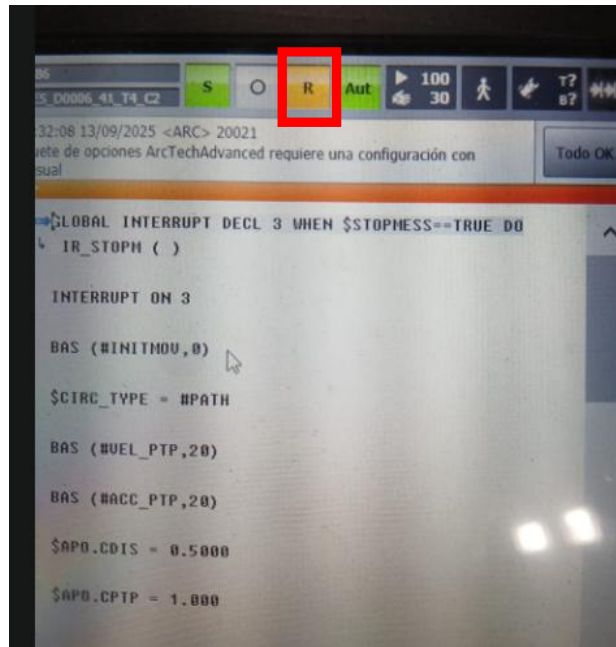 S O R Aut 100 30 T? B?
:32:08 13/09/2025 <ARC> 20021
de opciones ArcTechAdvanced requiere una configuración con
Todo OK
GLOBAL INTERRUPT DECL 3 WHEN $STOPMESS==TRUE DO
IR_STOPM ( )
INTERRUPT ON 3
BAS (#INITMOV,0)
$CIRC_TYPE = #PATH
BAS (#VEL_PTP,20)
BAS (#ACC_PTP,20)
$APO.CDIS = 0.5000
$APO.CPTP = 1.000